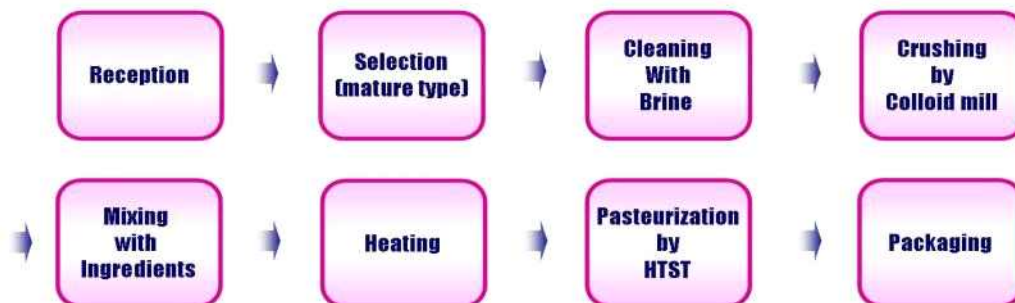 Reception
Selection
(mature type)
Cleaning
With
Brine
Crushing
by
Colloid mill
Mixing
with
Ingredients
Heating
Pasteurization
by
HTST
Packaging